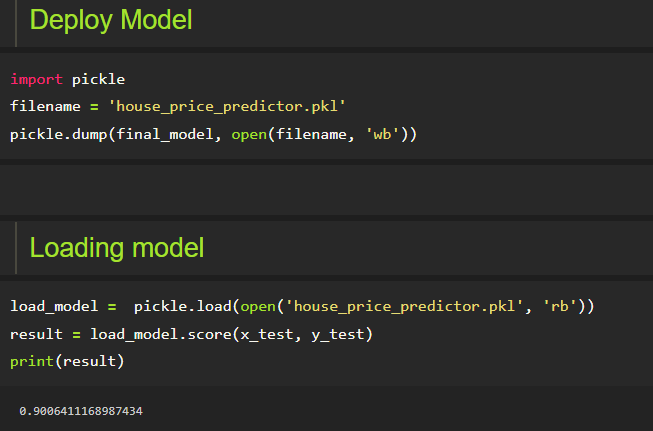 Deploy Model
import pickle
filename = 'house_price_predictor.pkl'
pickle.dump(final_model, open(filename, 'wb'))
Loading model
load_model =  pickle.load(open('house_price_predictor.pkl', 'rb'))
result = load_model.score(x_test, y_test)
print(result)
0.9006411168987434